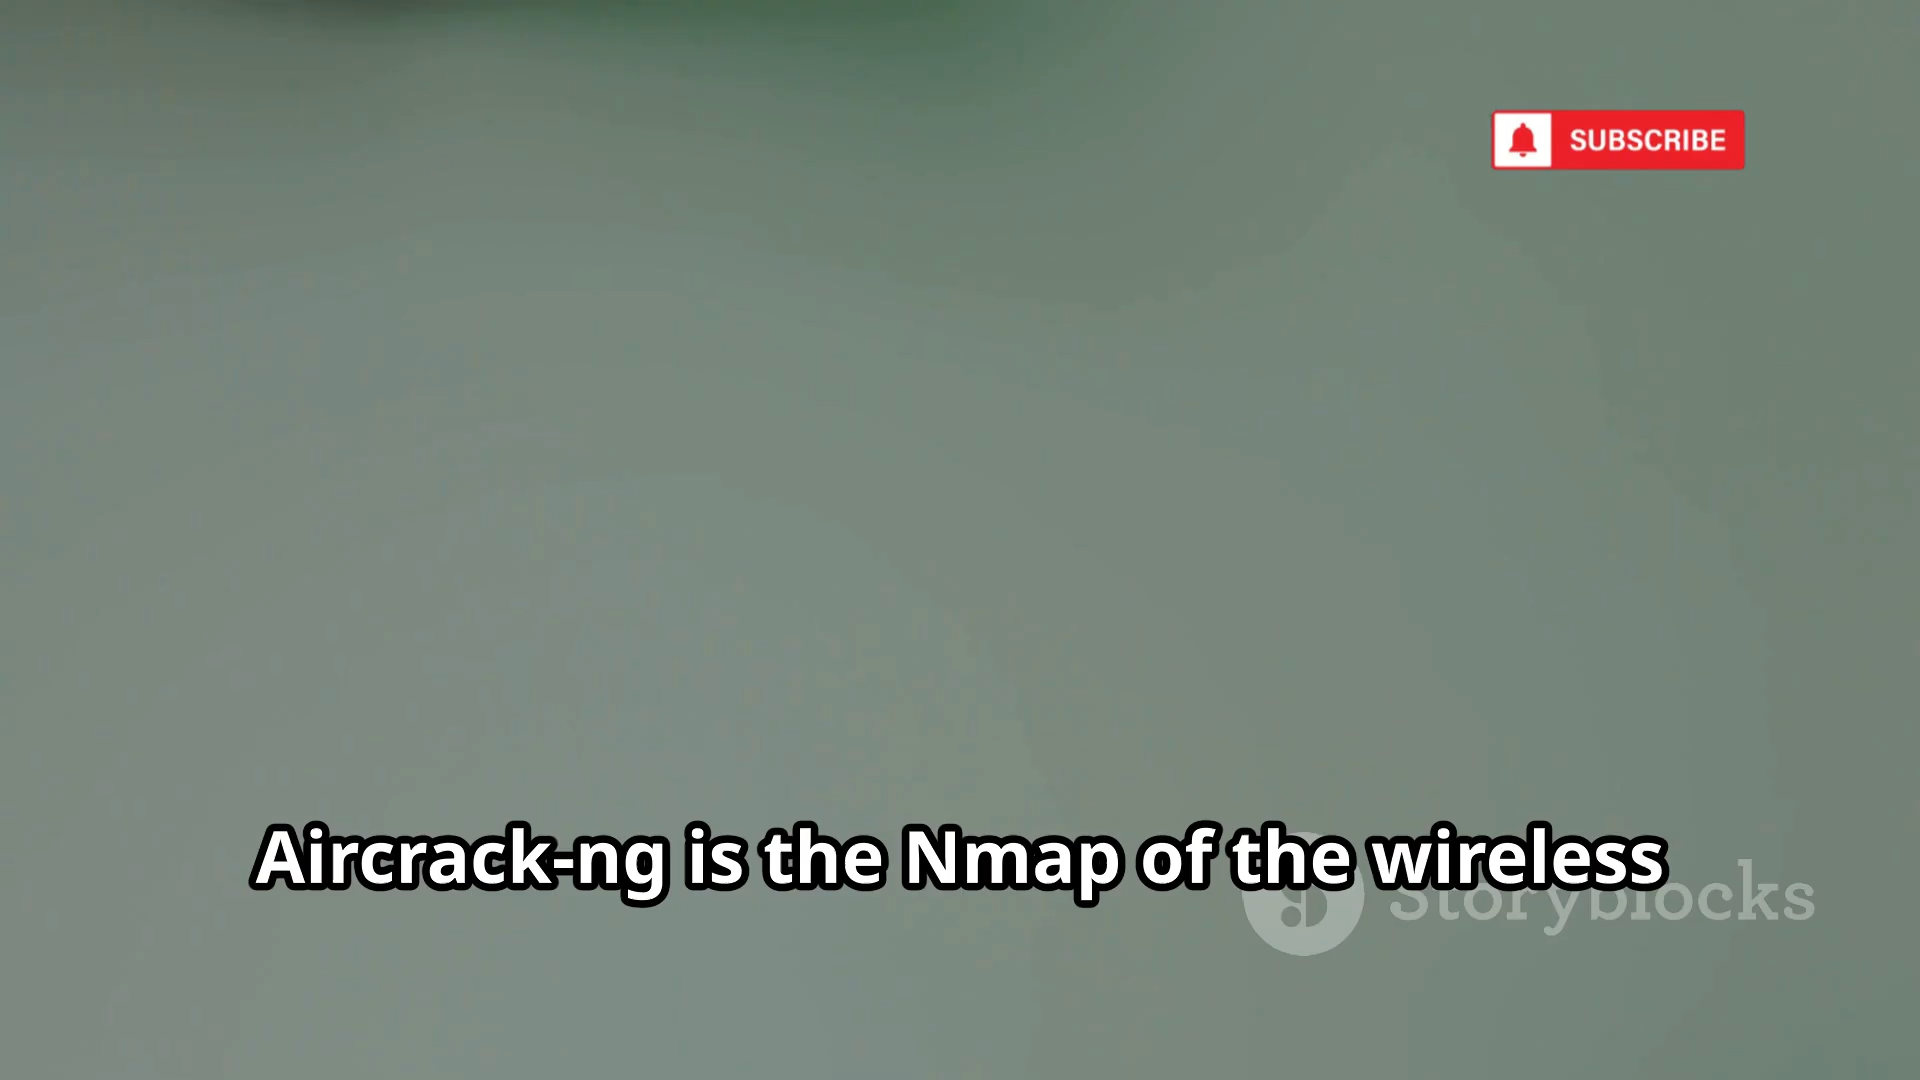 SUBSCRIBE
Aircrack-ng is the Nmap of the wireless
Storyblocks